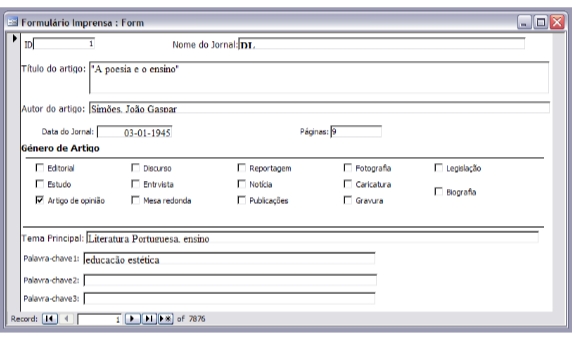 Formulário Imprensa : Form
ID 1 Nome do Jornal: DL.
Título do artigo: "A poesia e o ensino"
Autor do artigo: Simões, João Gaspar
Data do Jornal: 03-01-1945 Páginas: 9
Género de Artigo
Editorial Discurso Reportagem Fotografia Legislação
Estudo Entrvista Notícia Caricatura Biografia
Artigo de opinião Mesa redonda Publicações Gravura
Tema Principal: Literatura Portuguesa, ensino
Palavra-chave1: educacão estética
Palavra-chave2:
Palavra-chave3:
Record: 1 of 7876